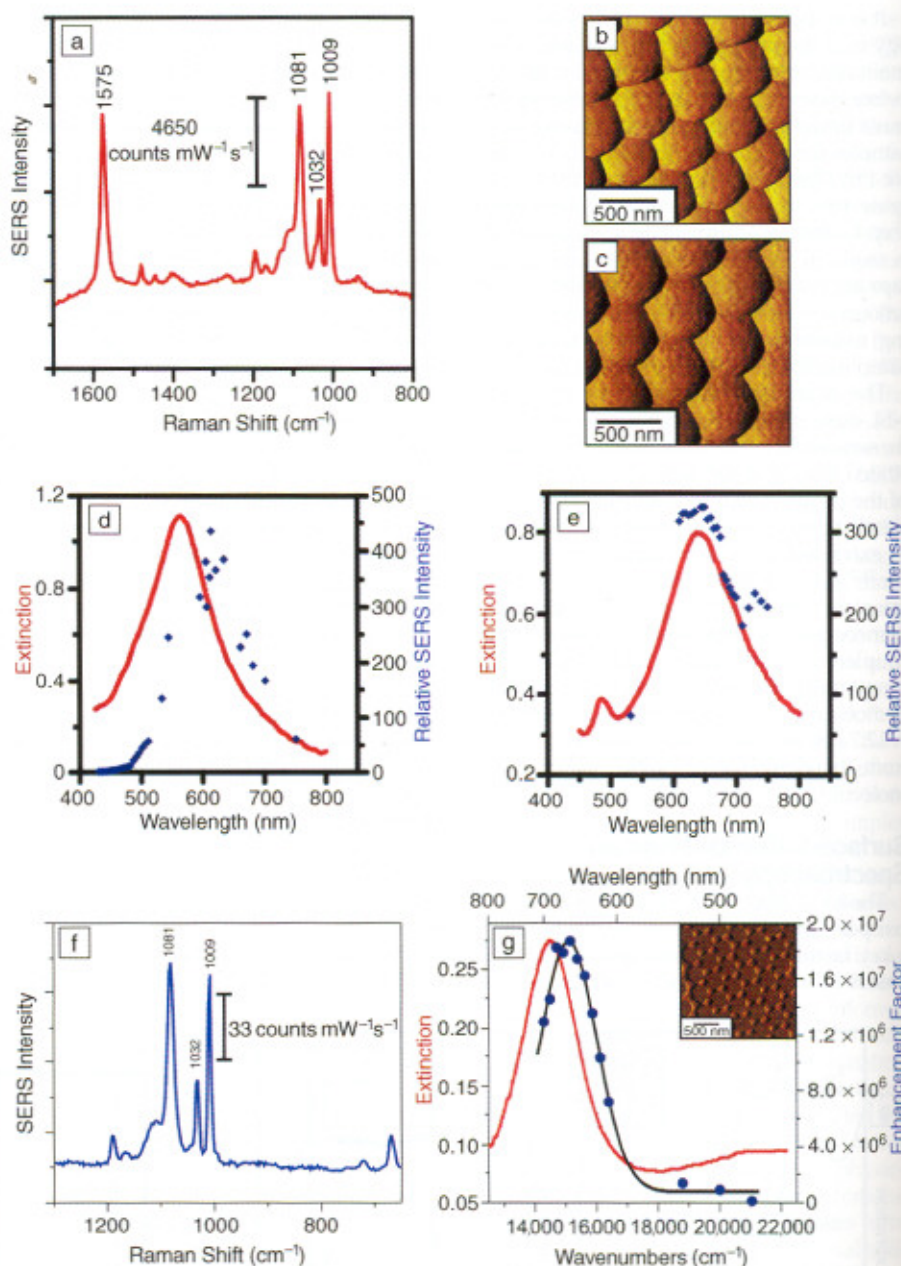 a
1575
1081
1009
1032
4650
counts mW⁻¹s⁻¹
SERS Intensity
1600
1400
1200
1000
800
Raman Shift (cm⁻¹)
b
500 nm
c
500 nm
d
1.2
0.8
0.4
0
500
400
300
200
100
0
Extinction
Relative SERS Intensity
400
500
600
700
800
Wavelength (nm)
e
0.8
0.6
0.4
0.2
300
200
100
0
Extinction
Relative SERS Intensity
400
500
600
700
800
Wavelength (nm)
f
1081
1009
1032
33 counts mW⁻¹s⁻¹
SERS Intensity
1200
1000
Raman Shift (cm⁻¹)
Wavelength (nm)
800
700
600
500
g
0.25
0.20
0.15
0.10
0.05
2.0 × 10⁷
1.6 × 10⁷
1.2 × 10⁶
8.0 × 10⁶
4.0 × 10⁶
0
500 nm
Extinction
Enhancement Factor
14,000
16,000
18,000
20,000
22,000
Wavenumbers (cm⁻¹)